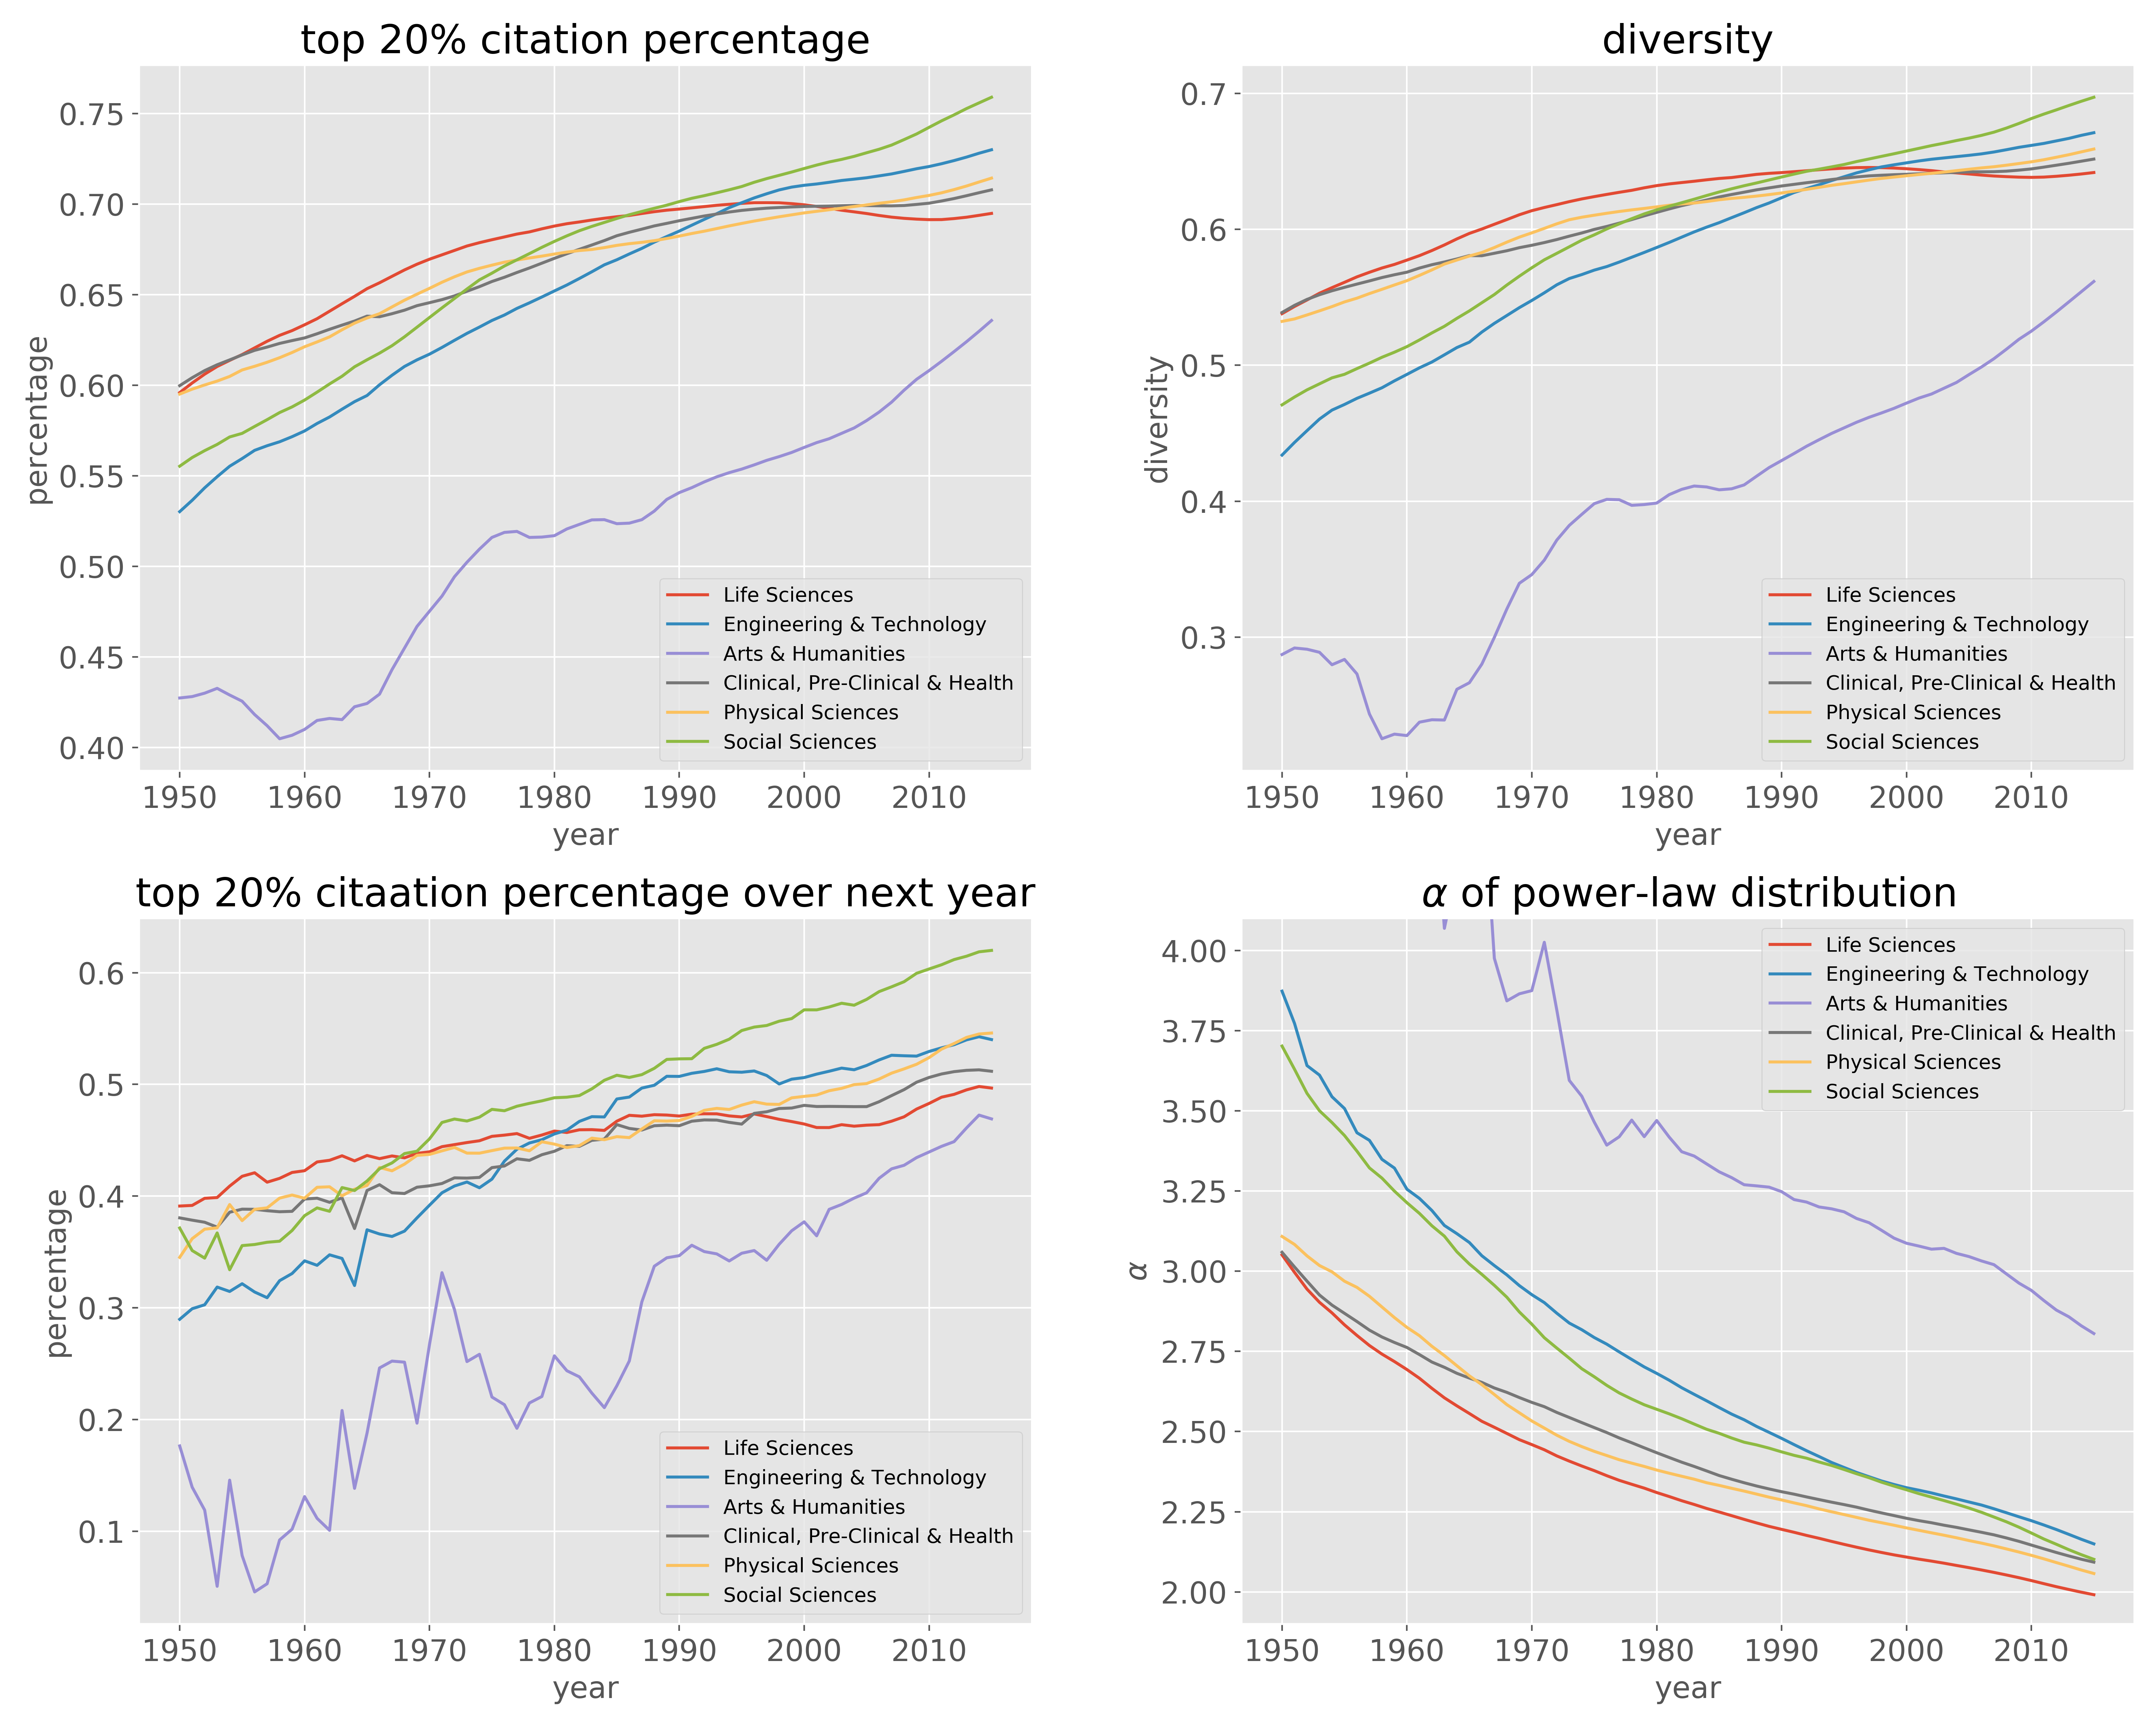 top 20% citation percentage
percentage
0.75
0.70
0.65
0.60
0.55
0.50
0.45
0.40
Life Sciences
Engineering & Technology
Arts & Humanities
Clinical, Pre-Clinical & Health
Physical Sciences
Social Sciences
1950 1960 1970 1980 1990 2000 2010
year
diversity
diversity
0.7
0.6
0.5
0.4
0.3
Life Sciences
Engineering & Technology
Arts & Humanities
Clinical, Pre-Clinical & Health
Physical Sciences
Social Sciences
1950 1960 1970 1980 1990 2000 2010
year
top 20% citaation percentage over next year
percentage
0.6
0.5
0.4
0.3
0.2
0.1
Life Sciences
Engineering & Technology
Arts & Humanities
Clinical, Pre-Clinical & Health
Physical Sciences
Social Sciences
1950 1960 1970 1980 1990 2000 2010
year
α of power-law distribution
α
4.00
3.75
3.50
3.25
3.00
2.75
2.50
2.25
2.00
Life Sciences
Engineering & Technology
Arts & Humanities
Clinical, Pre-Clinical & Health
Physical Sciences
Social Sciences
1950 1960 1970 1980 1990 2000 2010
year